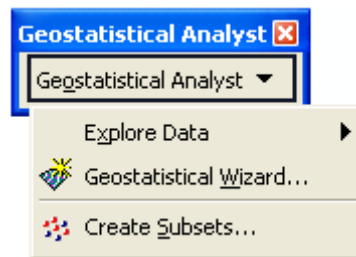 Geostatistical Analyst
Geostatistical Analyst
Explore Data
Geostatistical Wizard...
Create Subsets...